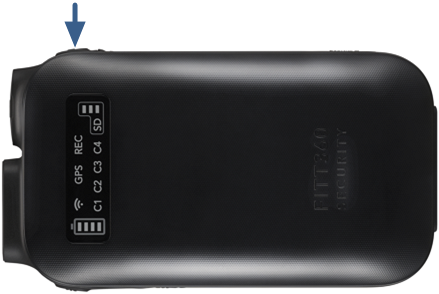 SD
REC
GPS
C1 C2 C3 C4
FITT360
SECURITY